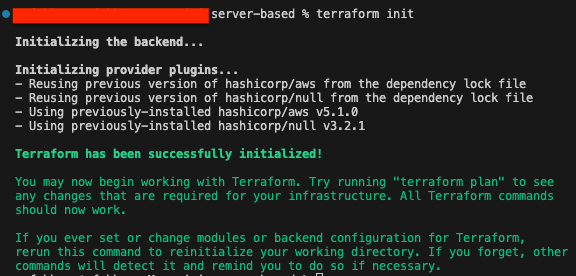 server-based % terraform init
Initializing the backend...
Initializing provider plugins...
- Reusing previous version of hashicorp/aws from the dependency lock file
- Reusing previous version of hashicorp/null from the dependency lock file
- Using previously-installed hashicorp/aws v5.1.0
- Using previously-installed hashicorp/null v3.2.1
Terraform has been successfully initialized!
You may now begin working with Terraform. Try running "terraform plan" to see
any changes that are required for your infrastructure. All Terraform commands
should now work.
If you ever set or change modules or backend configuration for Terraform,
rerun this command to reinitialize your working directory. If you forget, other
commands will detect it and remind you to do so if necessary.